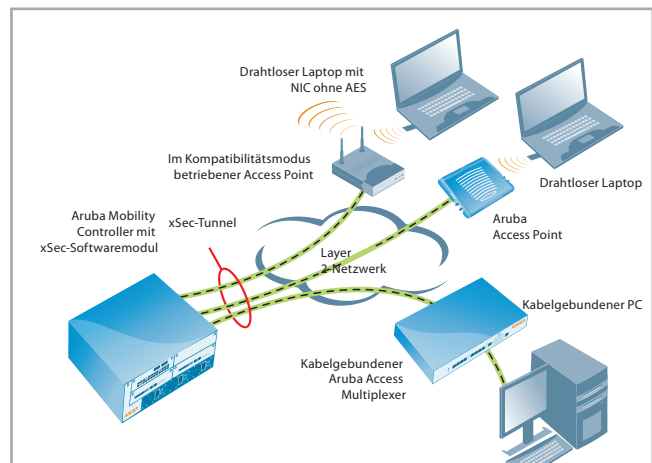 Drahtloser Laptop mit
NIC ohne AES
Im Kompatibilitätsmodus
betriebener Access Point
Drahtloser Laptop
Aruba Mobility
Controller mit
xSec-Softwaremodul
xSec-Tunnel
Aruba
Access Point
Layer
2-Netzwerk
Kabelgebundener PC
Kabelgebundener
Aruba Access
Multiplexer